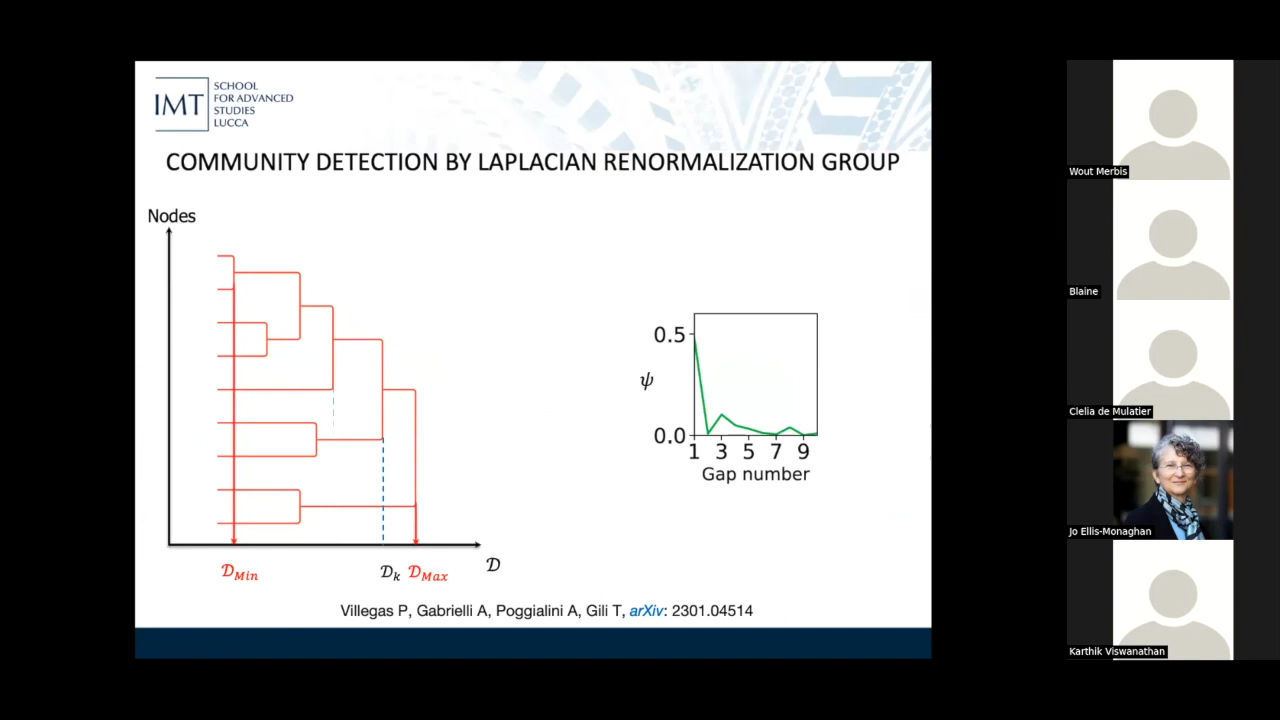 IMT
SCHOOL
FOR ADVANCED
STUDIES
LUCCA
COMMUNITY DETECTION BY LAPLACIAN RENORMALIZATION GROUP
Nodes
𝒟Min
𝒟k
𝒟Max
𝒟
0.5
ψ
0.0
1 3 5 7 9
Gap number
Villegas P, Gabrielli A, Poggialini A, Gili T, arXiv: 2301.04514
Wout Merbis
Blaine
Clelia de Mulatier
Jo Ellis-Monaghan
Karthik Viswanathan